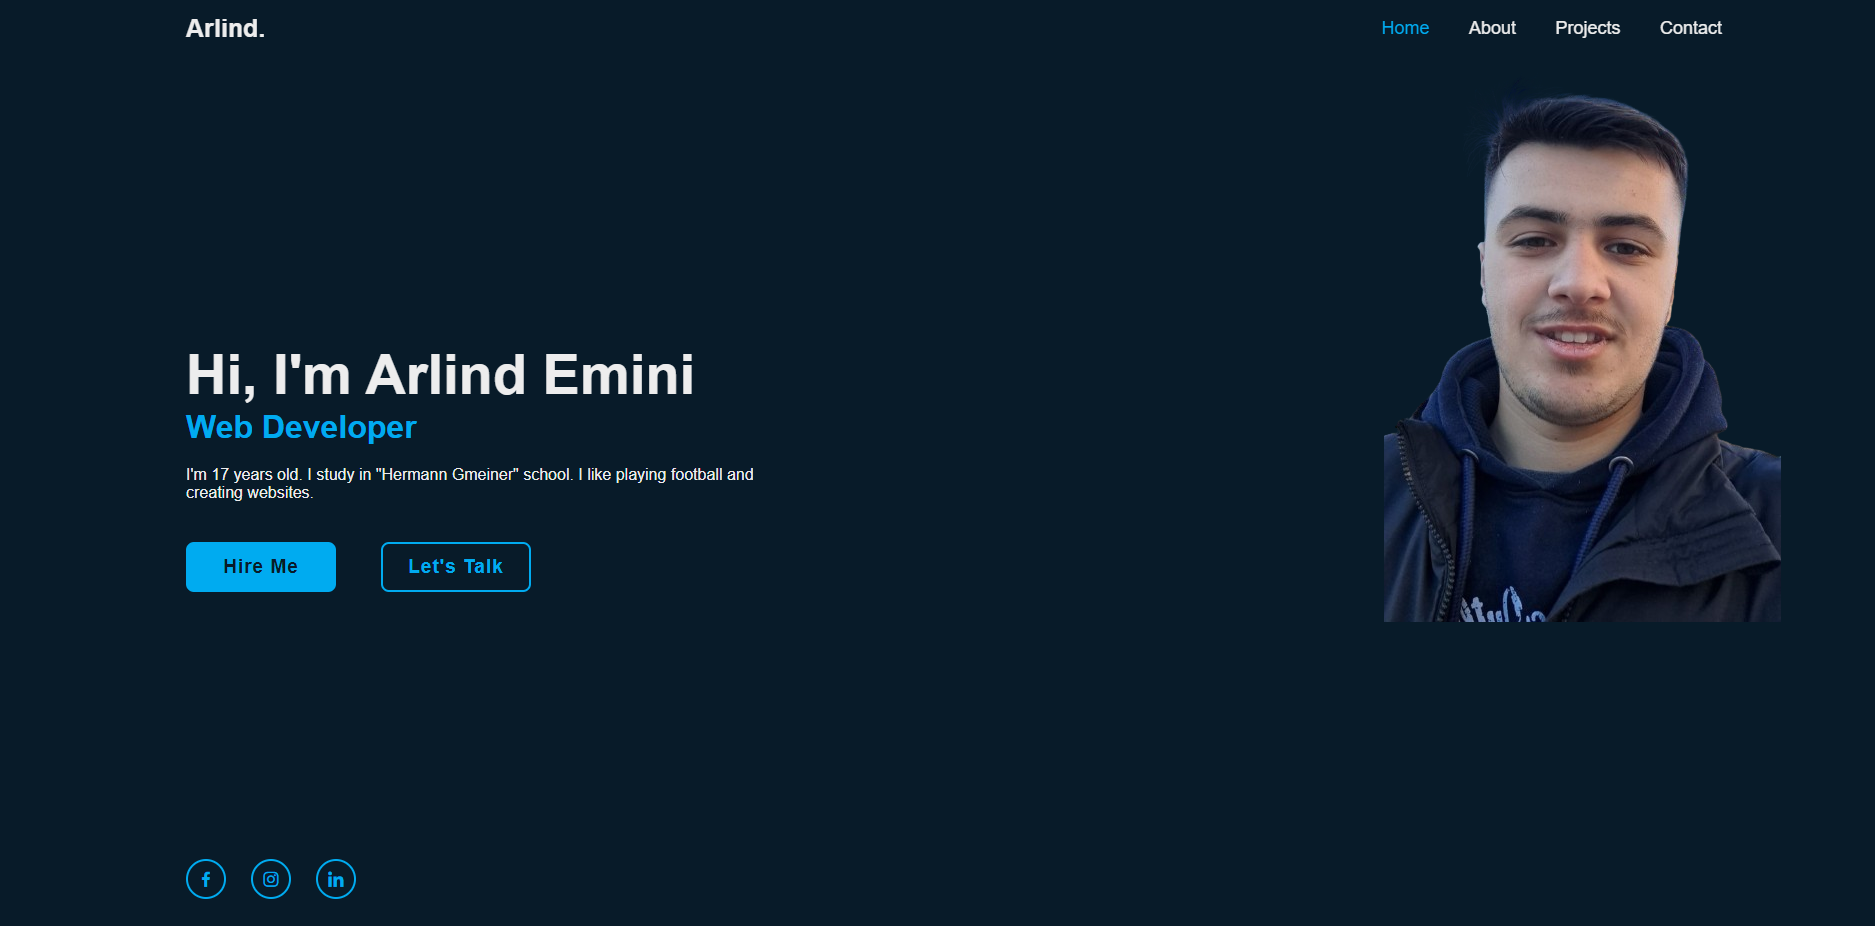 Arlind.
Home About Projects Contact
Hi, I'm Arlind Emini
Web Developer
I'm 17 years old. I study in "Hermann Gmeiner" school. I like playing football and
creating websites.
Hire Me Let's Talk